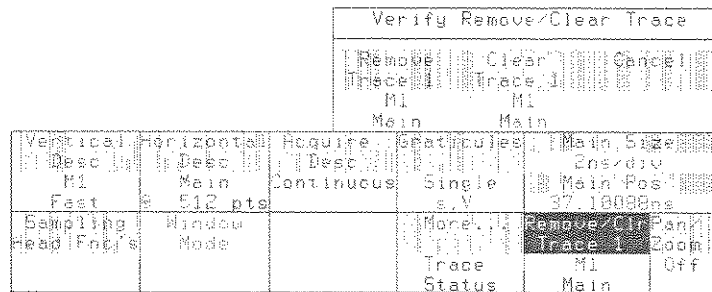 Verify Remove/Clear Trace
Remove Clear Cancel
Trace 1 Trace 1
M1 M1
Main Main
Vertical Horizontal Acquire Graticules Main Size
Desc Desc Desc 2ns/div
M1 Main Continuous Single Main Pos
Fast @ 512 pts s,V 37.10088ns
Sampling Window More... Remove/Clr Pan/
Head Fnc's Mode Trace 1 Zoom
Trace M1 Off
Status Main